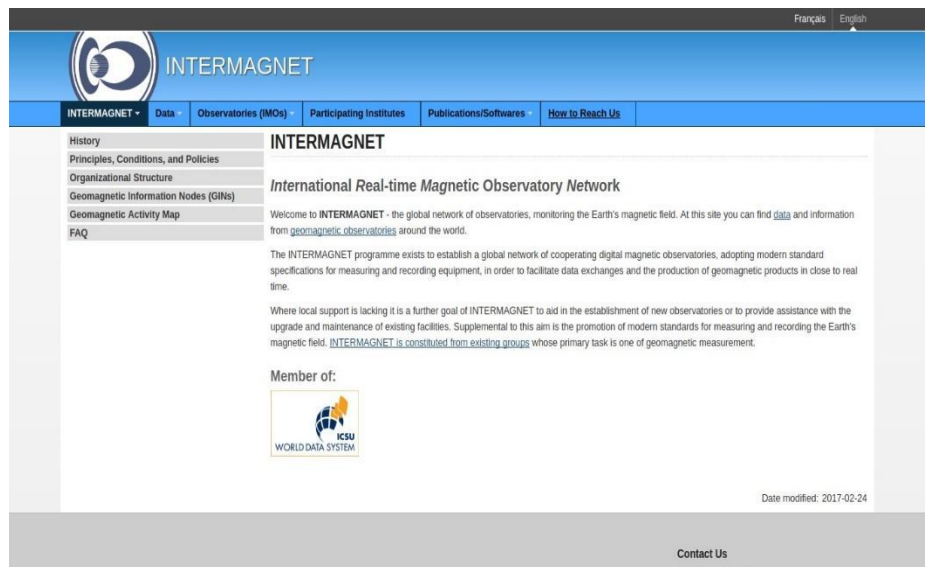 Français English
INTERMAGNET
INTERMAGNET Data Observatories (IMOs) Participating Institutes Publications/Softwares How to Reach Us
History
Principles, Conditions, and Policies
Organizational Structure
Geomagnetic Information Nodes (GINs)
Geomagnetic Activity Map
FAQ
INTERMAGNET
International Real-time Magnetic Observatory Network
Welcome to INTERMAGNET - the global network of observatories, monitoring the Earth's magnetic field. At this site you can find data and information
from geomagnetic observatories around the world.
The INTERMAGNET programme exists to establish a global network of cooperating digital magnetic observatories, adopting modern standard
specifications for measuring and recording equipment, in order to facilitate data exchanges and the production of geomagnetic products in close to real
time.
Where local support is lacking it is a further goal of INTERMAGNET to aid in the establishment of new observatories or to provide assistance with the
upgrade and maintenance of existing facilities. Supplemental to this aim is the promotion of modern standards for measuring and recording the Earth's
magnetic field. INTERMAGNET is constituted from existing groups whose primary task is one of geomagnetic measurement.
Member of:
ICSU
WORLD DATA SYSTEM
Date modified: 2017-02-24
Contact Us